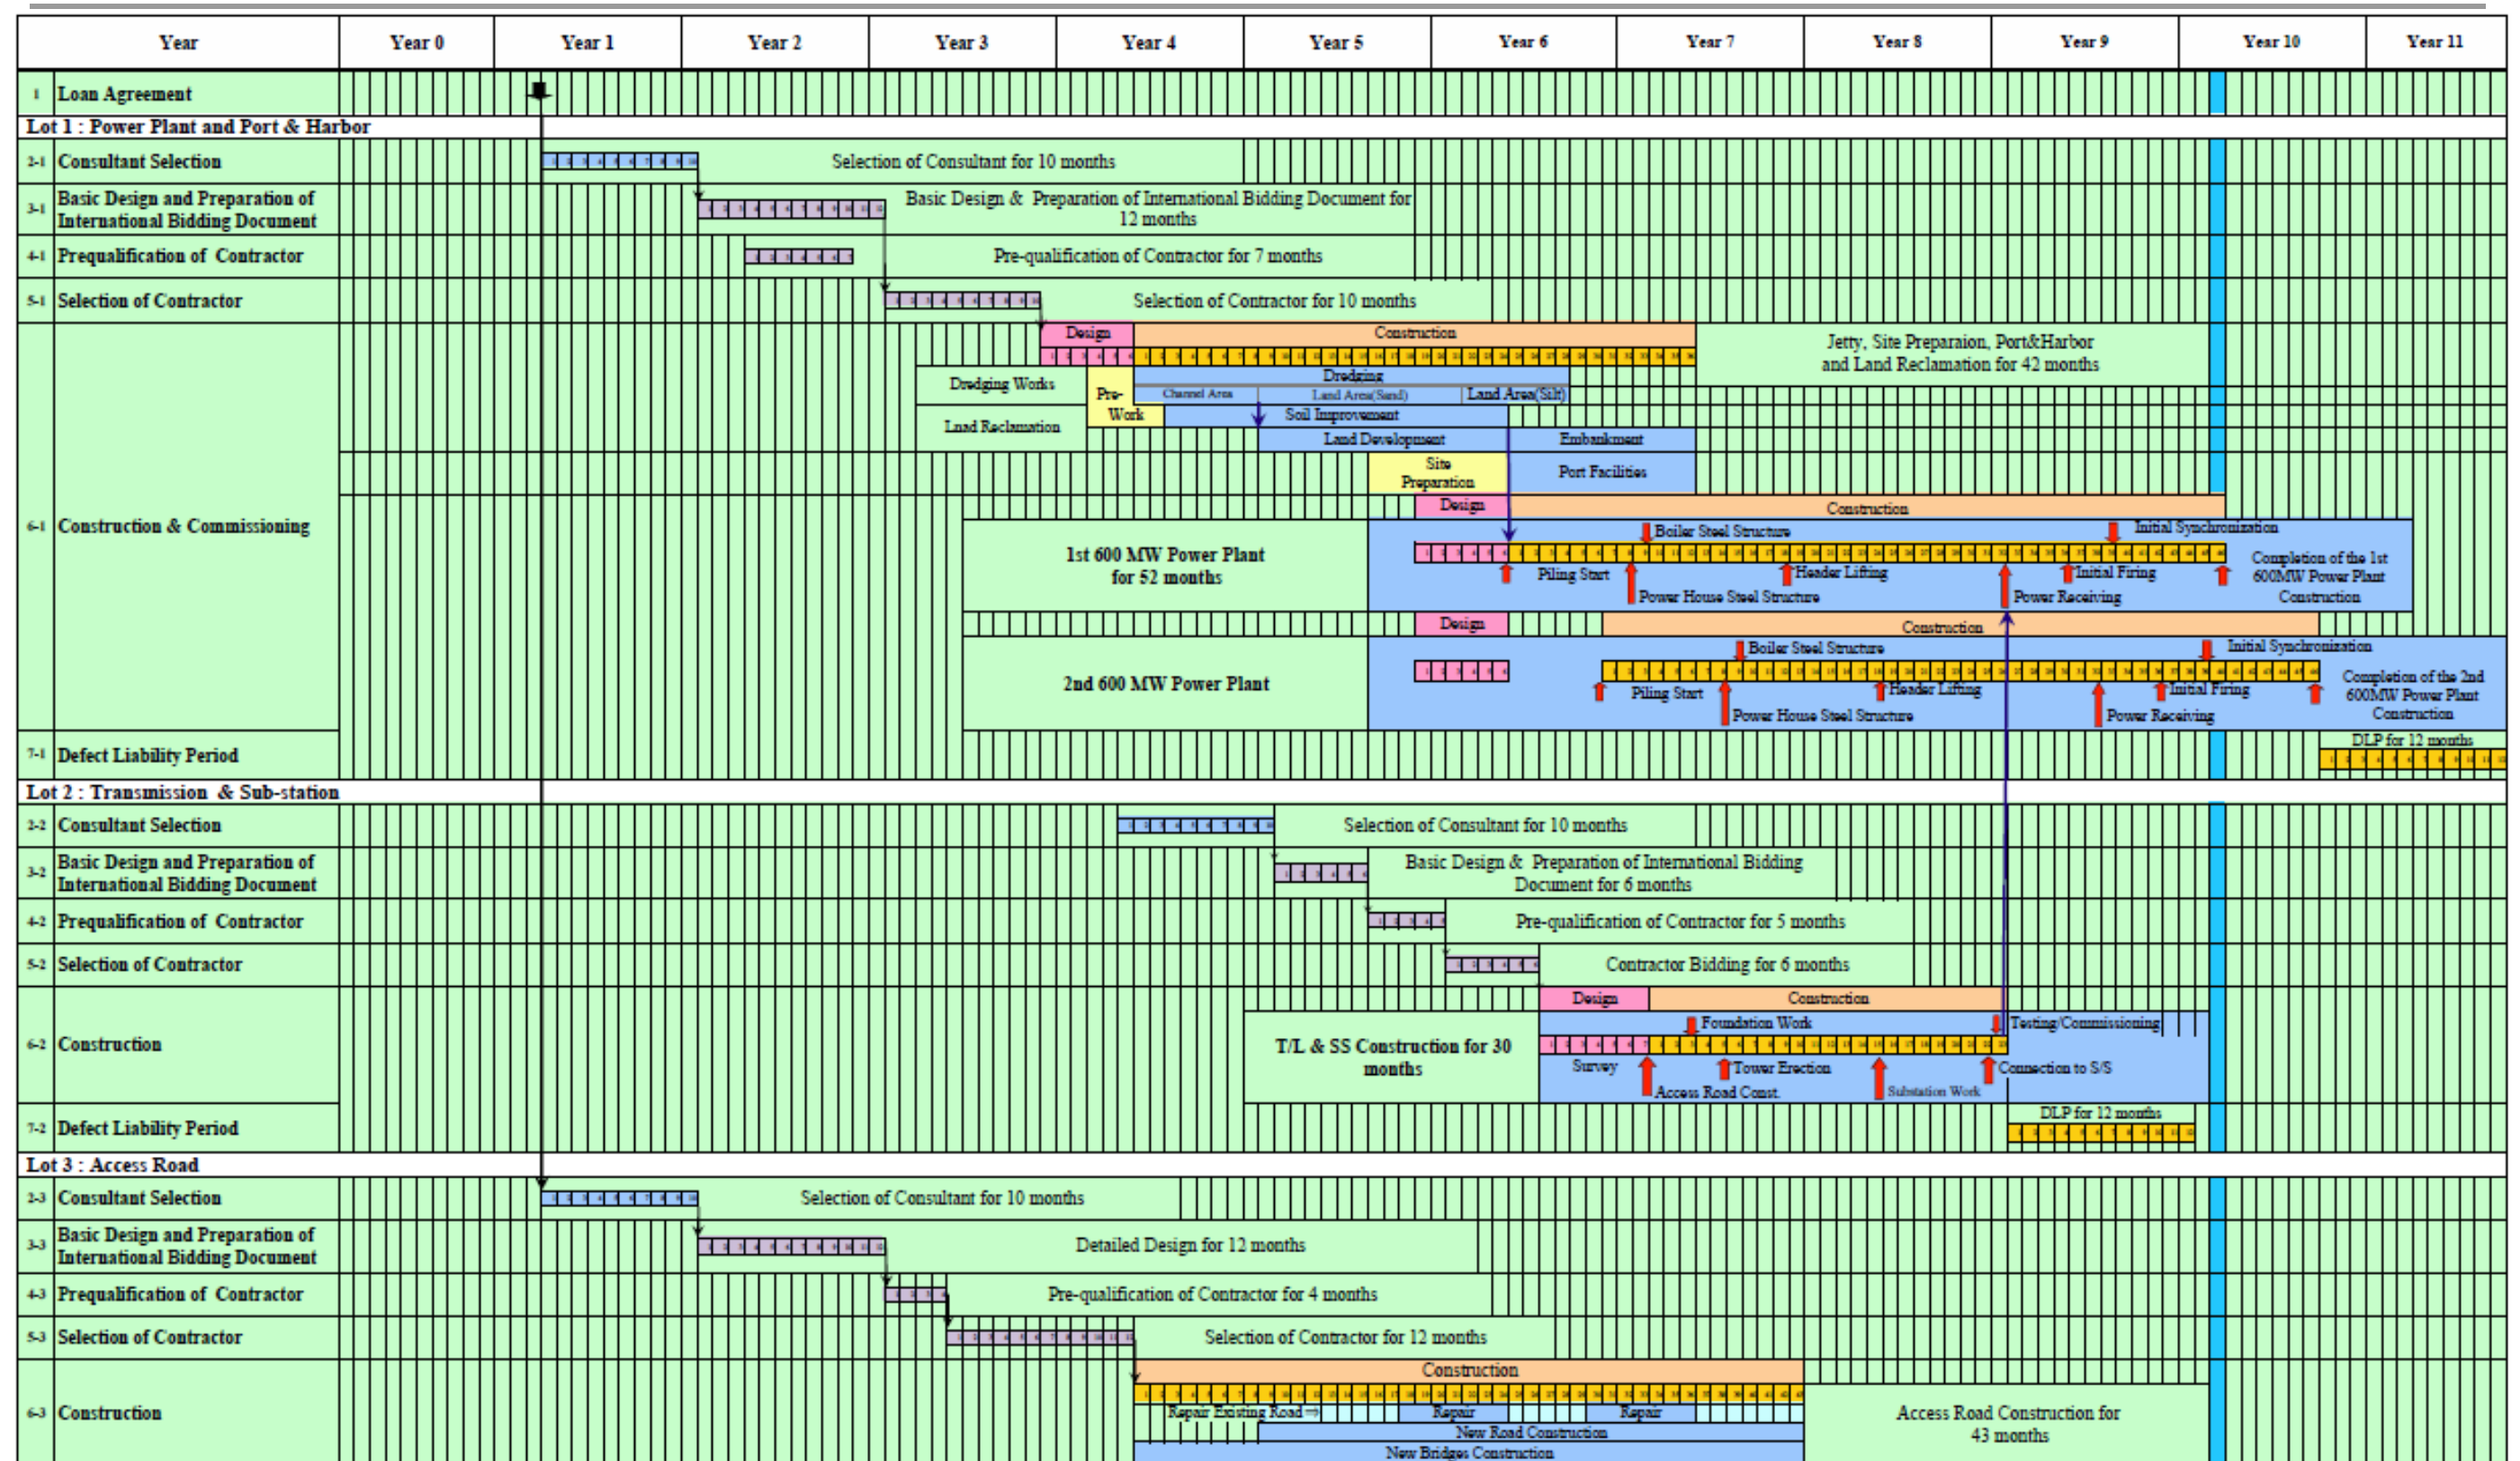 Year Year 0 Year 1 Year 2 Year 3 Year 4 Year 5 Year 6 Year 7 Year 8 Year 9 Year 10 Year 11
1 Loan Agreement
Lot 1 : Power Plant and Port & Harbor
2-1 Consultant Selection
Selection of Consultant for 10 months
3-1 Basic Design and Preparation of
International Bidding Document
Basic Design & Preparation of International Bidding Document for
12 months
4-1 Prequalification of Contractor
Pre-qualification of Contractor for 7 months
5-1 Selection of Contractor
Selection of Contractor for 10 months
6-1 Construction & Commissioning
Design
Construction
Jetty, Site Preparaion, Port&Harbor
and Land Reclamation for 42 months
Dredging Works
Pre-
Work
Dredging
Channel Area
Land Area(Sand)
Land Area(Silt)
Lnad Reclamation
Soil Improvement
Land Development
Embankment
Site
Preparation
Port Facilities
Design
Construction
1st 600 MW Power Plant
for 52 months
Boiler Steel Structure
Initial Synchronization
Piling Start
Header Lifting
Initial Firing
Power House Steel Structure
Power Receiving
Completion of the 1st
600MW Power Plant
Construction
Design
Construction
2nd 600 MW Power Plant
Boiler Steel Structure
Initial Synchronization
Piling Start
Header Lifting
Initial Firing
Power House Steel Structure
Power Receiving
Completion of the 2nd
600MW Power Plant
Construction
7-1 Defect Liability Period
DLP for 12 months
Lot 2 : Transmission & Sub-station
2-2 Consultant Selection
Selection of Consultant for 10 months
3-2 Basic Design and Preparation of
International Bidding Document
Basic Design & Preparation of International Bidding
Document for 6 months
4-2 Prequalification of Contractor
Pre-qualification of Contractor for 5 months
5-2 Selection of Contractor
Contractor Bidding for 6 months
6-2 Construction
Design
Construction
T/L & SS Construction for 30
months
Foundation Work
Testing/Commissioning
Survey
Tower Erection
Connection to S/S
Access Road Const.
Substation Work
7-2 Defect Liability Period
DLP for 12 months
Lot 3 : Access Road
2-3 Consultant Selection
Selection of Consultant for 10 months
3-3 Basic Design and Preparation of
International Bidding Document
Detailed Design for 12 months
4-3 Prequalification of Contractor
Pre-qualification of Contractor for 4 months
5-3 Selection of Contractor
Selection of Contractor for 12 months
6-3 Construction
Construction
Repair Existing Road⇒
Repair
Repair
New Road Construction
New Bridges Construction
Access Road Construction for
43 months